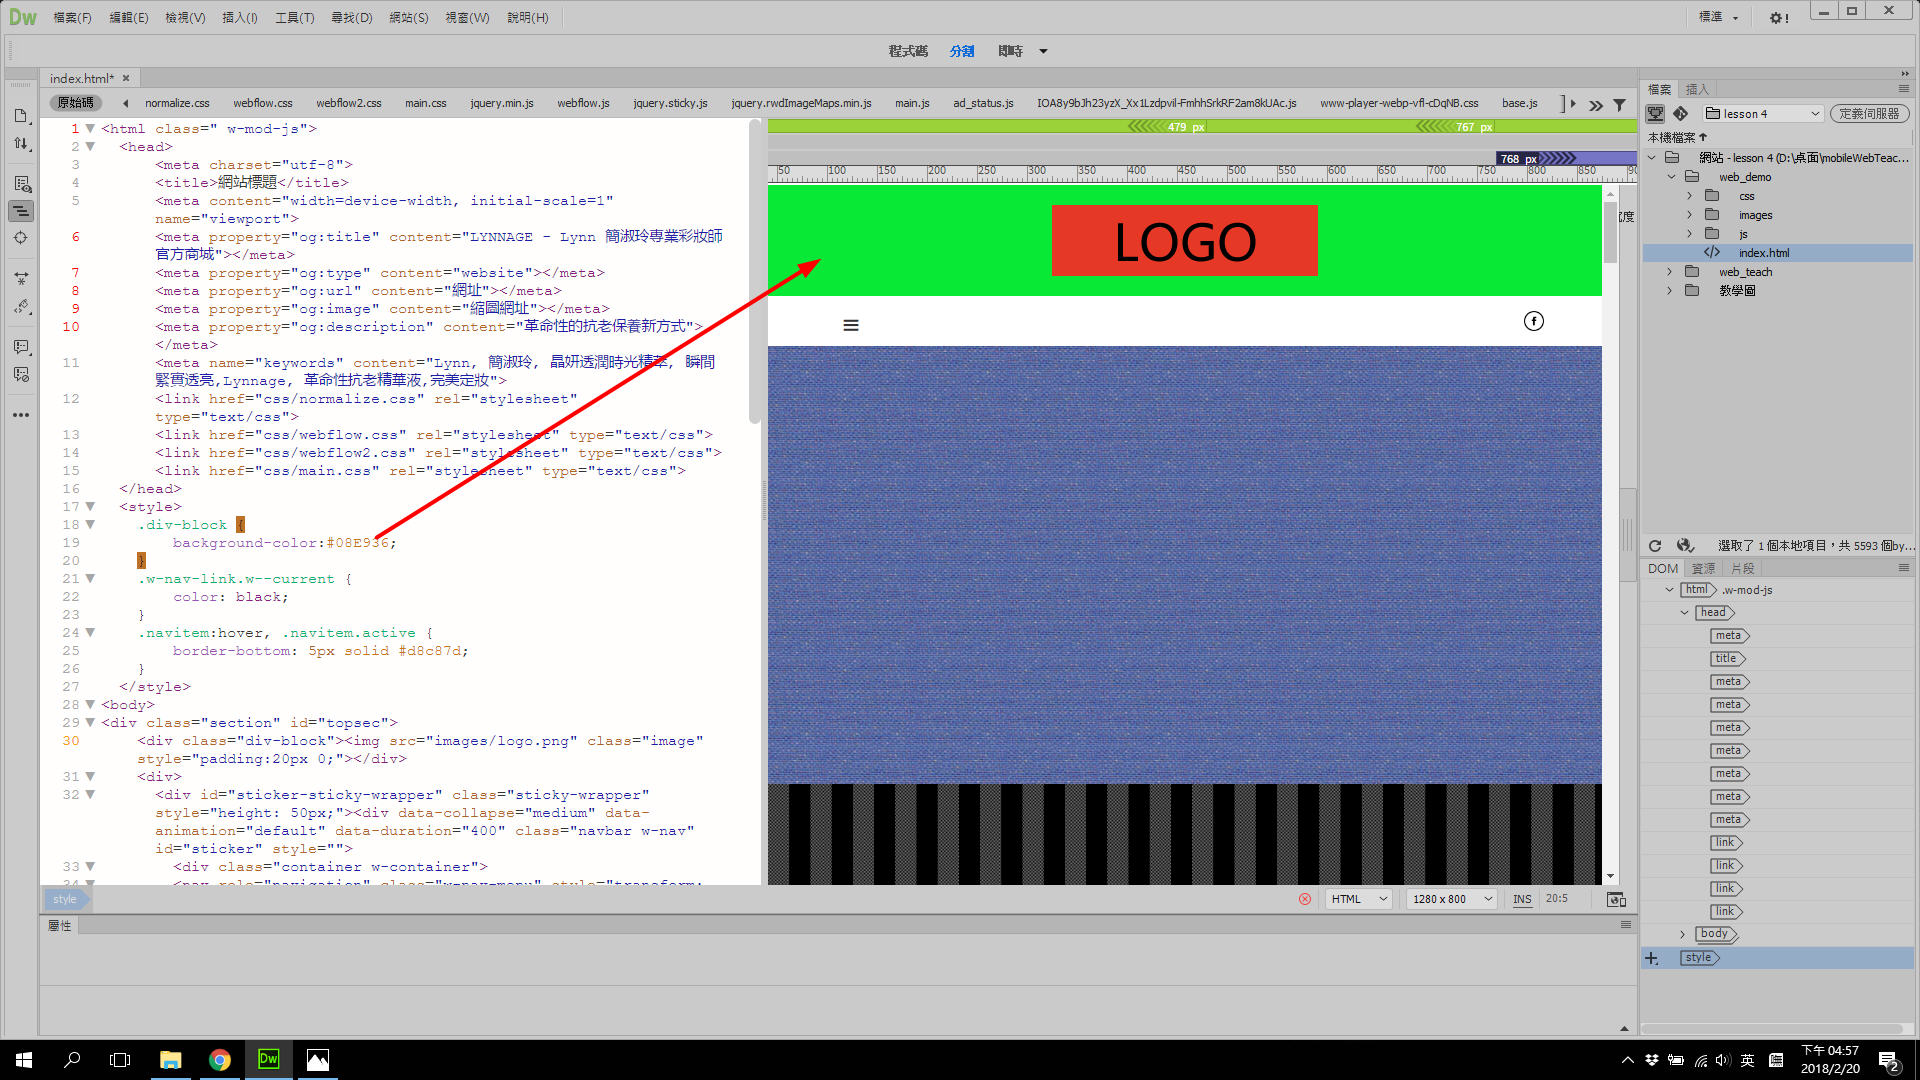 Dw 檔案(F) 編輯(E) 檢視(V) 插入(I) 工具(T) 尋找(D) 網站(S) 視窗(W) 說明(H) 標準
程式碼 分割 即時
index.html*
原始碼 normalize.css webflow.css webflow2.css main.css jquery.min.js webflow.js jquery.sticky.js jquery.rwdImageMaps.min.js main.js ad_status.js IOA8y9bJh23yzX_Xx1Lzdpvil-FmhhSrkRF2am8kUAc.js www-player-webp-vfl-cDqNB.css base.js
1 <html class=" w-mod-js">
2 <head>
3 <meta charset="utf-8">
4 <title>網站標題</title>
5 <meta content="width=device-width, initial-scale=1"
name="viewport">
6 <meta property="og:title" content="LYNNAGE - Lynn 簡淑玲專業彩妝師
官方商城"></meta>
7 <meta property="og:type" content="website"></meta>
8 <meta property="og:url" content="網址"></meta>
9 <meta property="og:image" content="縮圖網址"></meta>
10 <meta property="og:description" content="革命性的抗老保養新方式">
</meta>
11 <meta name="keywords" content="Lynn, 簡淑玲, 晶妍透潤時光精萃, 瞬間
緊實透亮,Lynnage, 革命性抗老精華液,完美定妝">
12 <link href="css/normalize.css" rel="stylesheet"
type="text/css">
13 <link href="css/webflow.css" rel="stylesheet" type="text/css">
14 <link href="css/webflow2.css" rel="stylesheet" type="text/css">
15 <link href="css/main.css" rel="stylesheet" type="text/css">
16 </head>
17 <style>
18 .div-block {
19 background-color:#08E936;
20 }
21 .w-nav-link.w--current {
22 color: black;
23 }
24 .navitem:hover, .navitem.active {
25 border-bottom: 5px solid #d8c87d;
26 }
27 </style>
28 <body>
29 <div class="section" id="topsec">
30 <div class="div-block"><img src="images/logo.png" class="image"
style="padding:20px 0;"></div>
31 <div>
32 <div id="sticker-sticky-wrapper" class="sticky-wrapper"
style="height: 50px;"><div data-collapse="medium" data-
animation="default" data-duration="400" class="navbar w-nav"
id="sticker" style="">
33 <div class="container w-container">
34 <nav role="navigation" class="w-nav-menu" style="transform:
479 px 767 px
768 px
50 100 150 200 250 300 350 400 450 500 550 600 650 700 750 800 850
LOGO
f
style HTML 1280 x 800 INS 20:5
屬性
檔案 插入
lesson 4 定義伺服器
本機檔案
網站 - lesson 4 (D:\桌面\mobileWebTeac...
web_demo
css
images
js
index.html
web_teach
教學圖
選取了 1 個本地項目，共 5593 個by...
DOM 資源 片段
html .w-mod-js
head
meta
title
meta
meta
meta
meta
meta
meta
meta
link
link
link
link
body
style
Dw 英 下午 04:57
2018/2/20 2